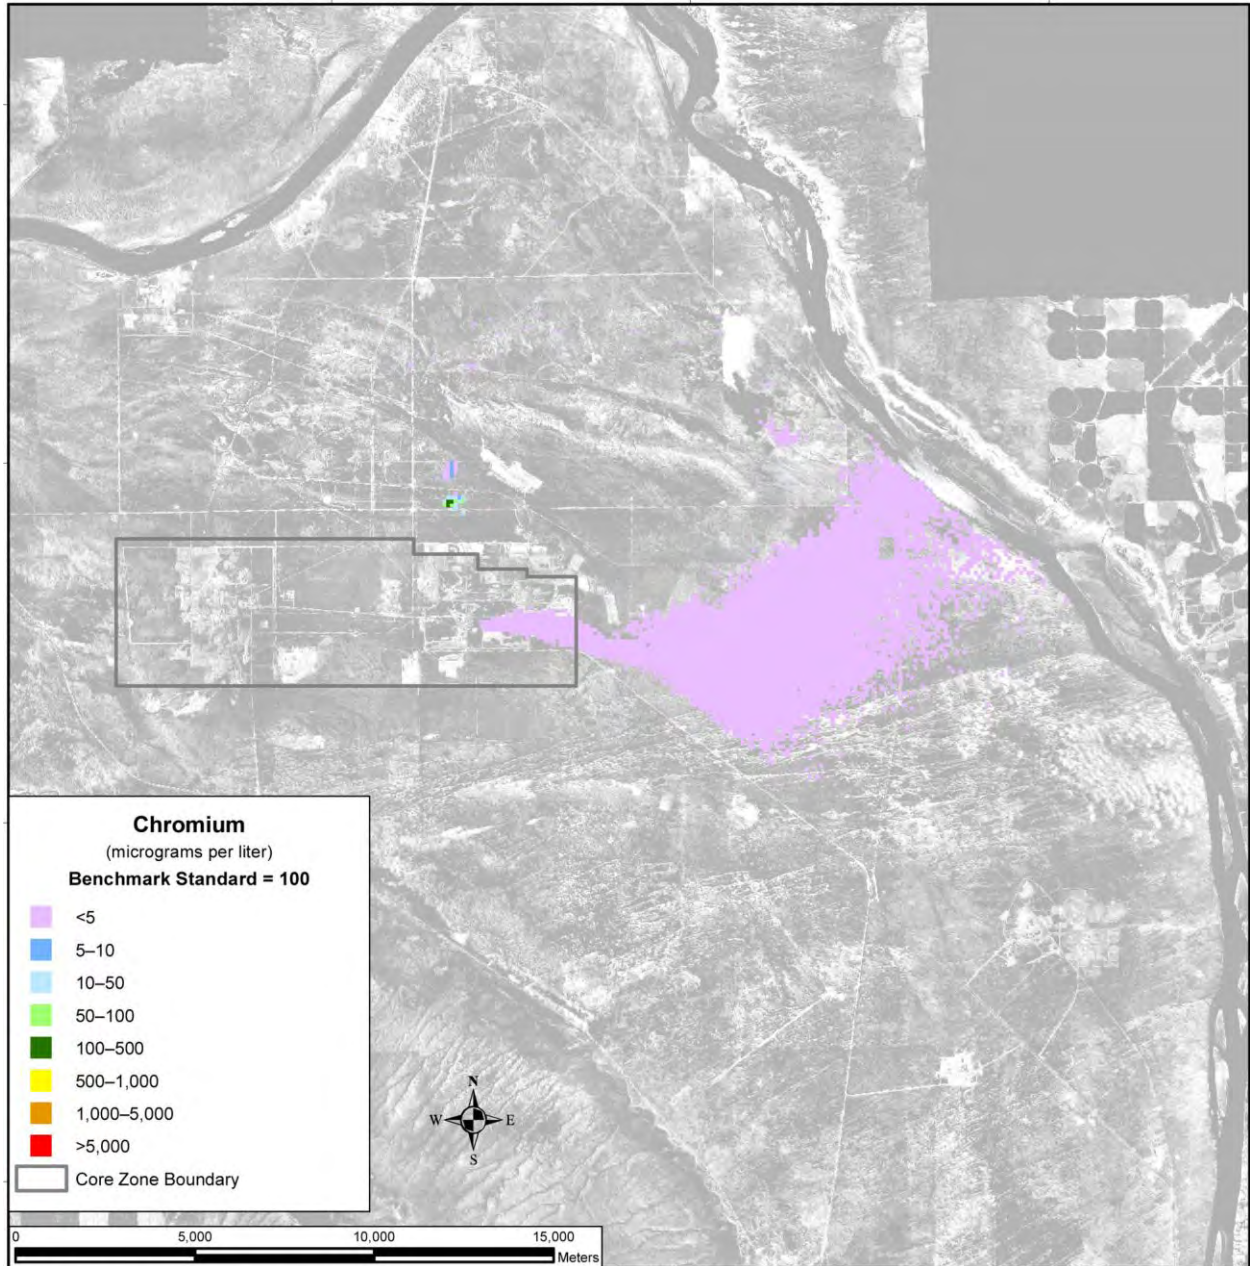 Chromium
(micrograms per liter)
Benchmark Standard = 100
<5
5–10
10–50
50–100
100–500
500–1,000
1,000–5,000
>5,000
Core Zone Boundary
N
W E
S
0 5,000 10,000 15,000
Meters